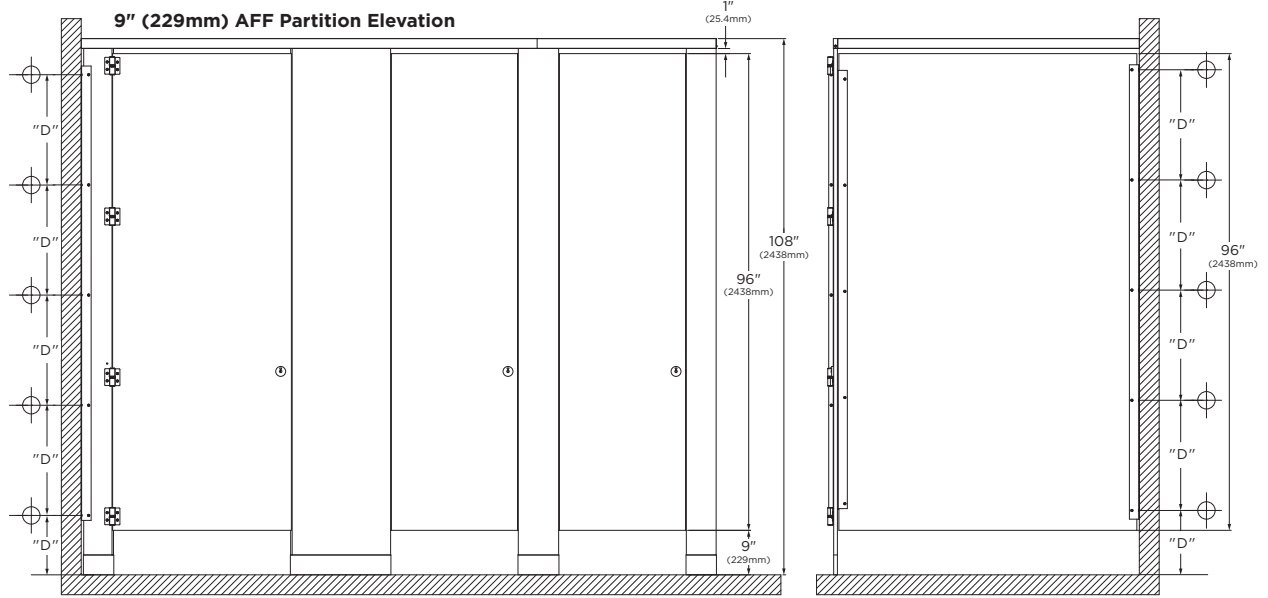 9" (229mm) AFF Partition Elevation
1"
(25.4mm)
"D"
"D"
"D"
"D"
"D"
108"
(2438mm)
96"
(2438mm)
9"
(229mm)
"D"
"D"
"D"
"D"
"D"
96"
(2438mm)